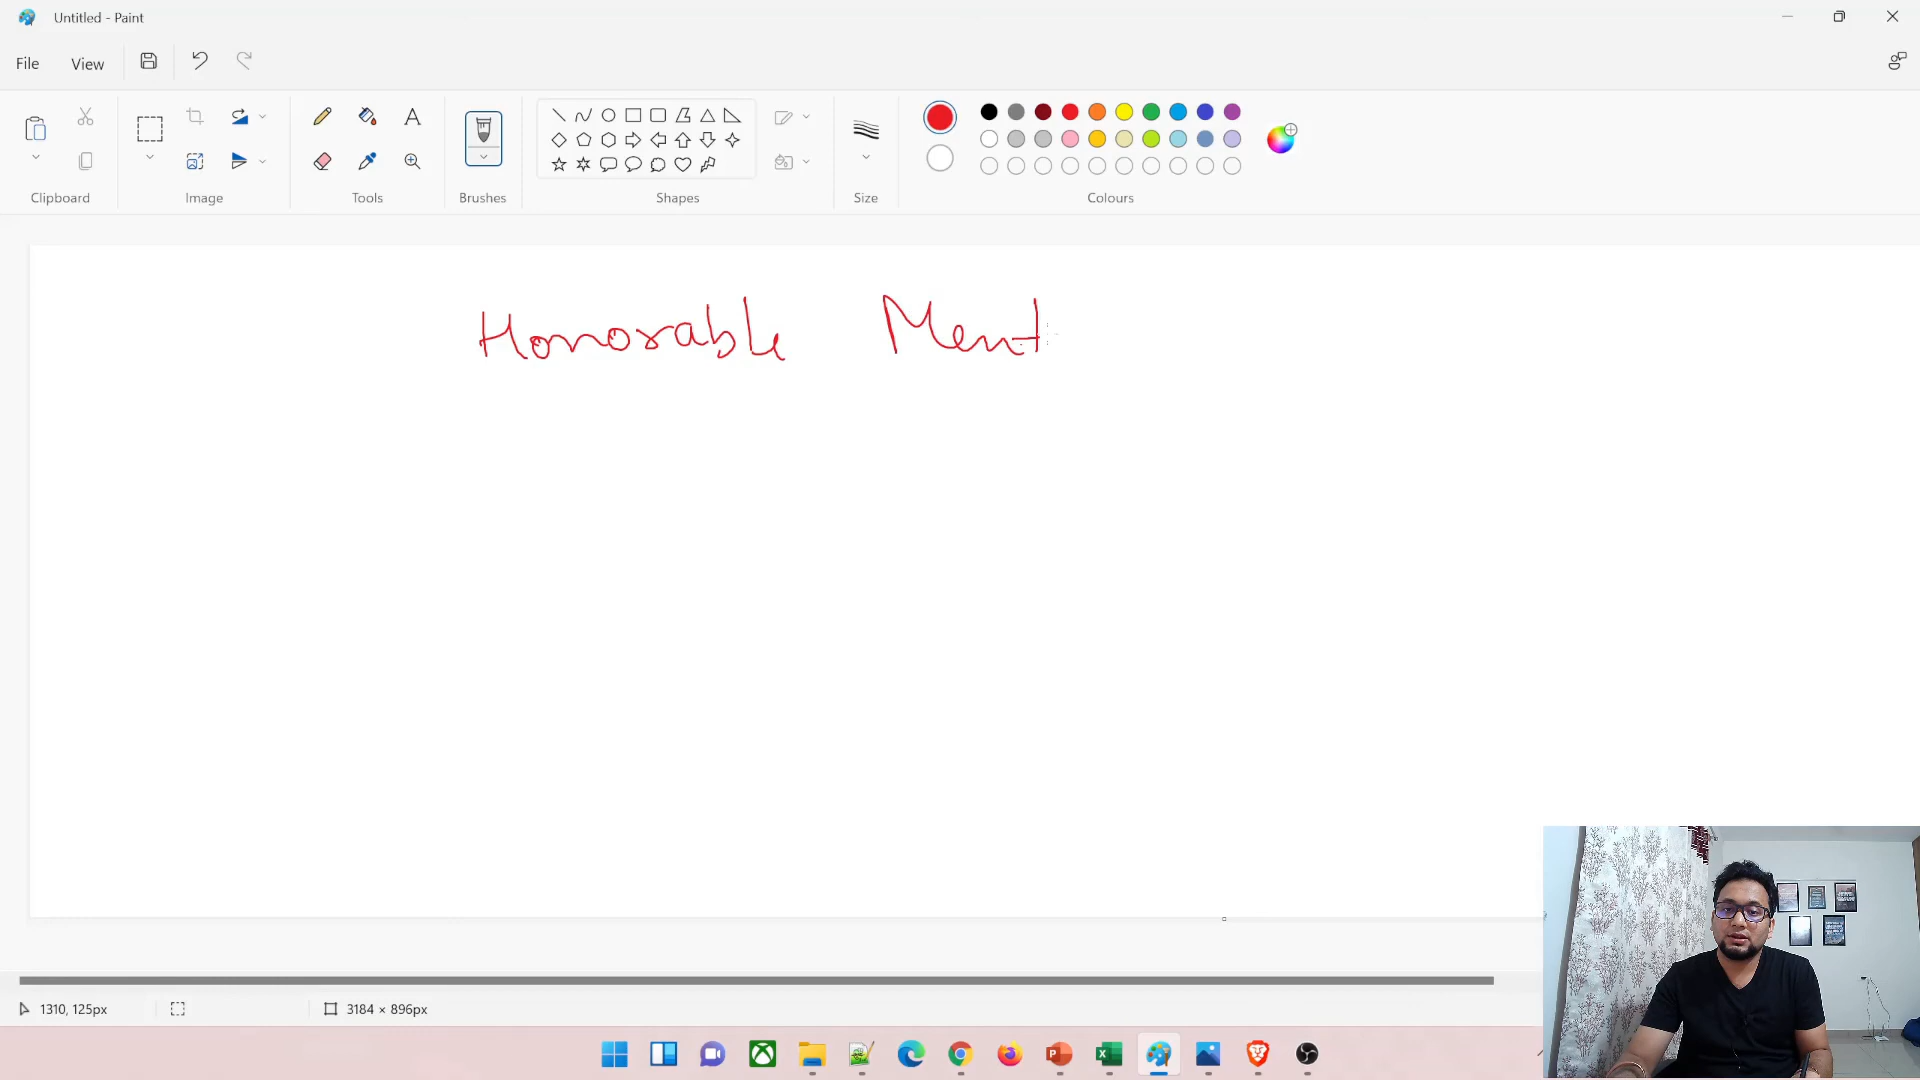 Untitled - Paint
File
View
Clipboard
Image
Tools
Brushes
Shapes
Size
Colours
Honorable Ment
1310, 125px
3184 × 896px